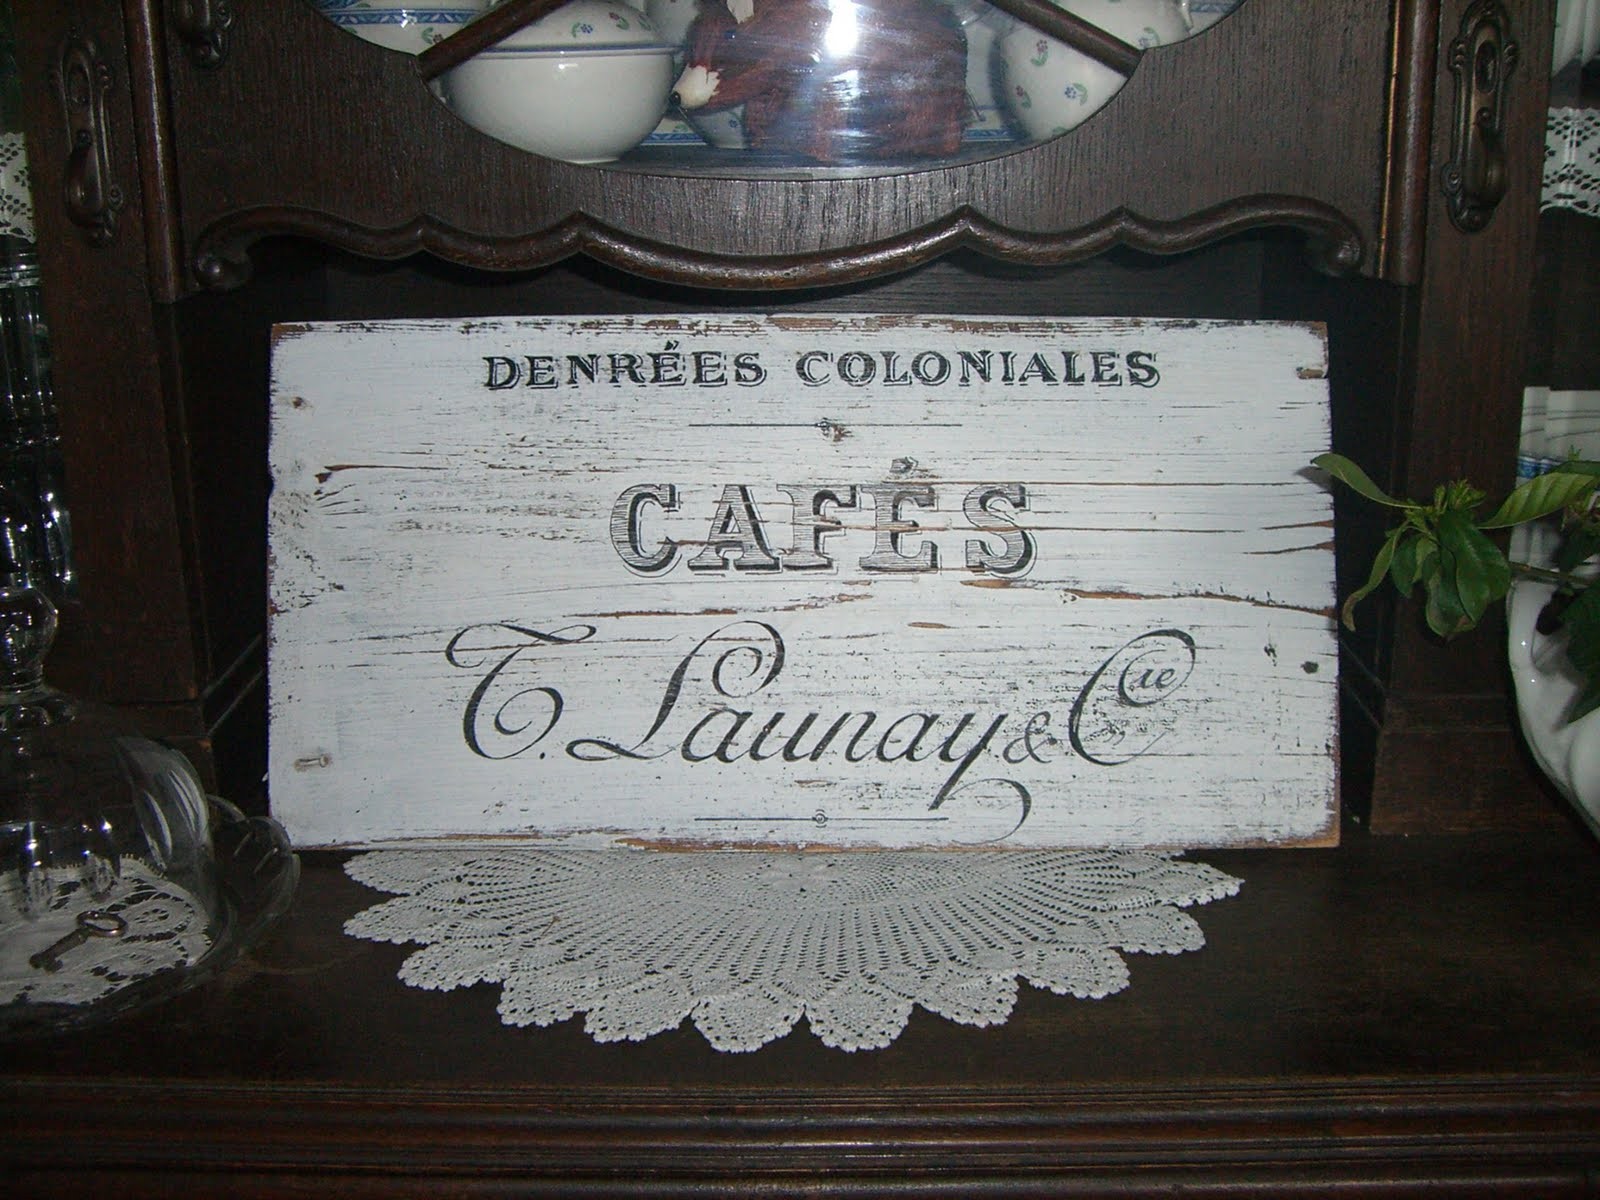 DENRÉES COLONIALES
CAFÉS
T. Launay & Cie